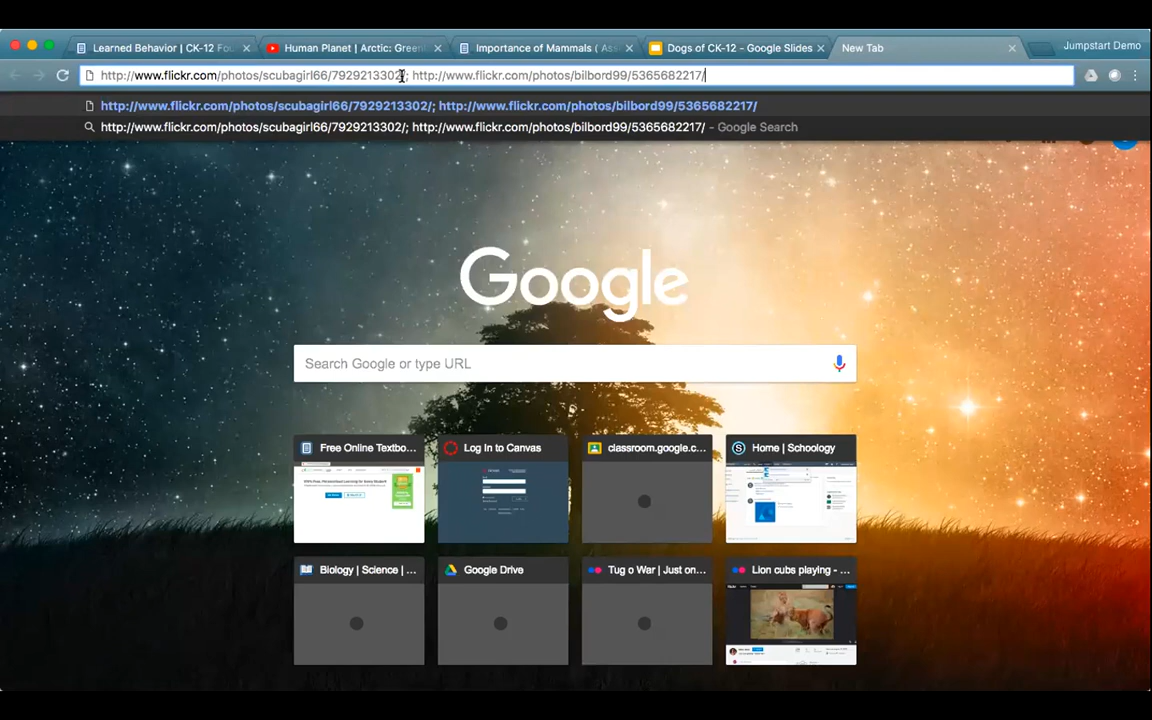 Learned Behavior | CK-12 Fou
Human Planet | Arctic: Green
Importance of Mammals ( Ass
Dogs of CK-12 - Google Slides
New Tab
Jumpstart Demo
http://www.flickr.com/photos/scubagirl66/7929213302/; http://www.flickr.com/photos/bilbord99/5365682217/
http://www.flickr.com/photos/scubagirl66/7929213302/; http://www.flickr.com/photos/bilbord99/5365682217/
http://www.flickr.com/photos/scubagirl66/7929213302/; http://www.flickr.com/photos/bilbord99/5365682217/ - Google Search
Google
Search Google or type URL
Free Online Textbo...
Log In to Canvas
classroom.google.c...
Home | Schoology
Biology | Science | ...
Google Drive
Tug o War | Just on...
Lion cubs playing - ...